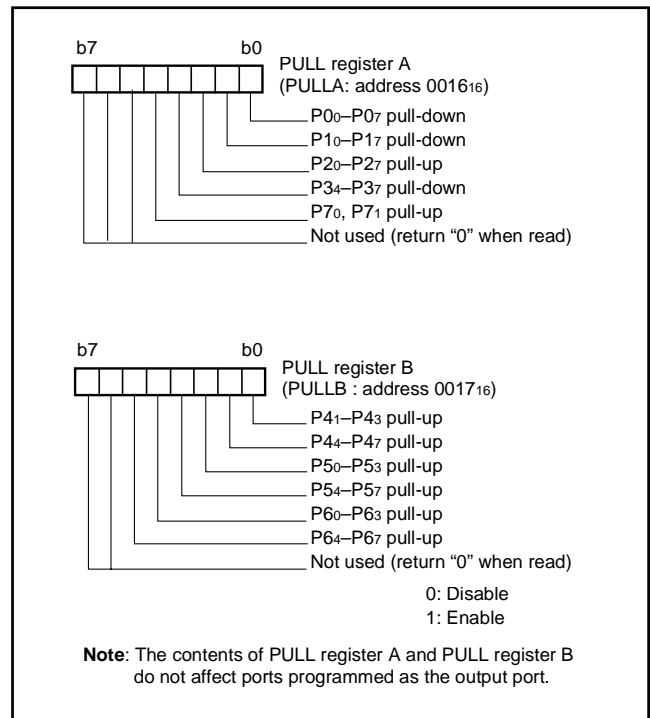 b7 b0
PULL register A
(PULLA: address 0016₁₆)
P0₀–P0₇ pull-down
P1₀–P1₇ pull-down
P2₀–P2₇ pull-up
P3₄–P3₇ pull-down
P7₀, P7₁ pull-up
Not used (return “0” when read)
b7 b0
PULL register B
(PULLB : address 0017₁₆)
P4₁–P4₃ pull-up
P4₄–P4₇ pull-up
P5₀–P5₃ pull-up
P5₄–P5₇ pull-up
P6₀–P6₃ pull-up
P6₄–P6₇ pull-up
Not used (return “0” when read)
0: Disable
1: Enable
Note: The contents of PULL register A and PULL register B
do not affect ports programmed as the output port.